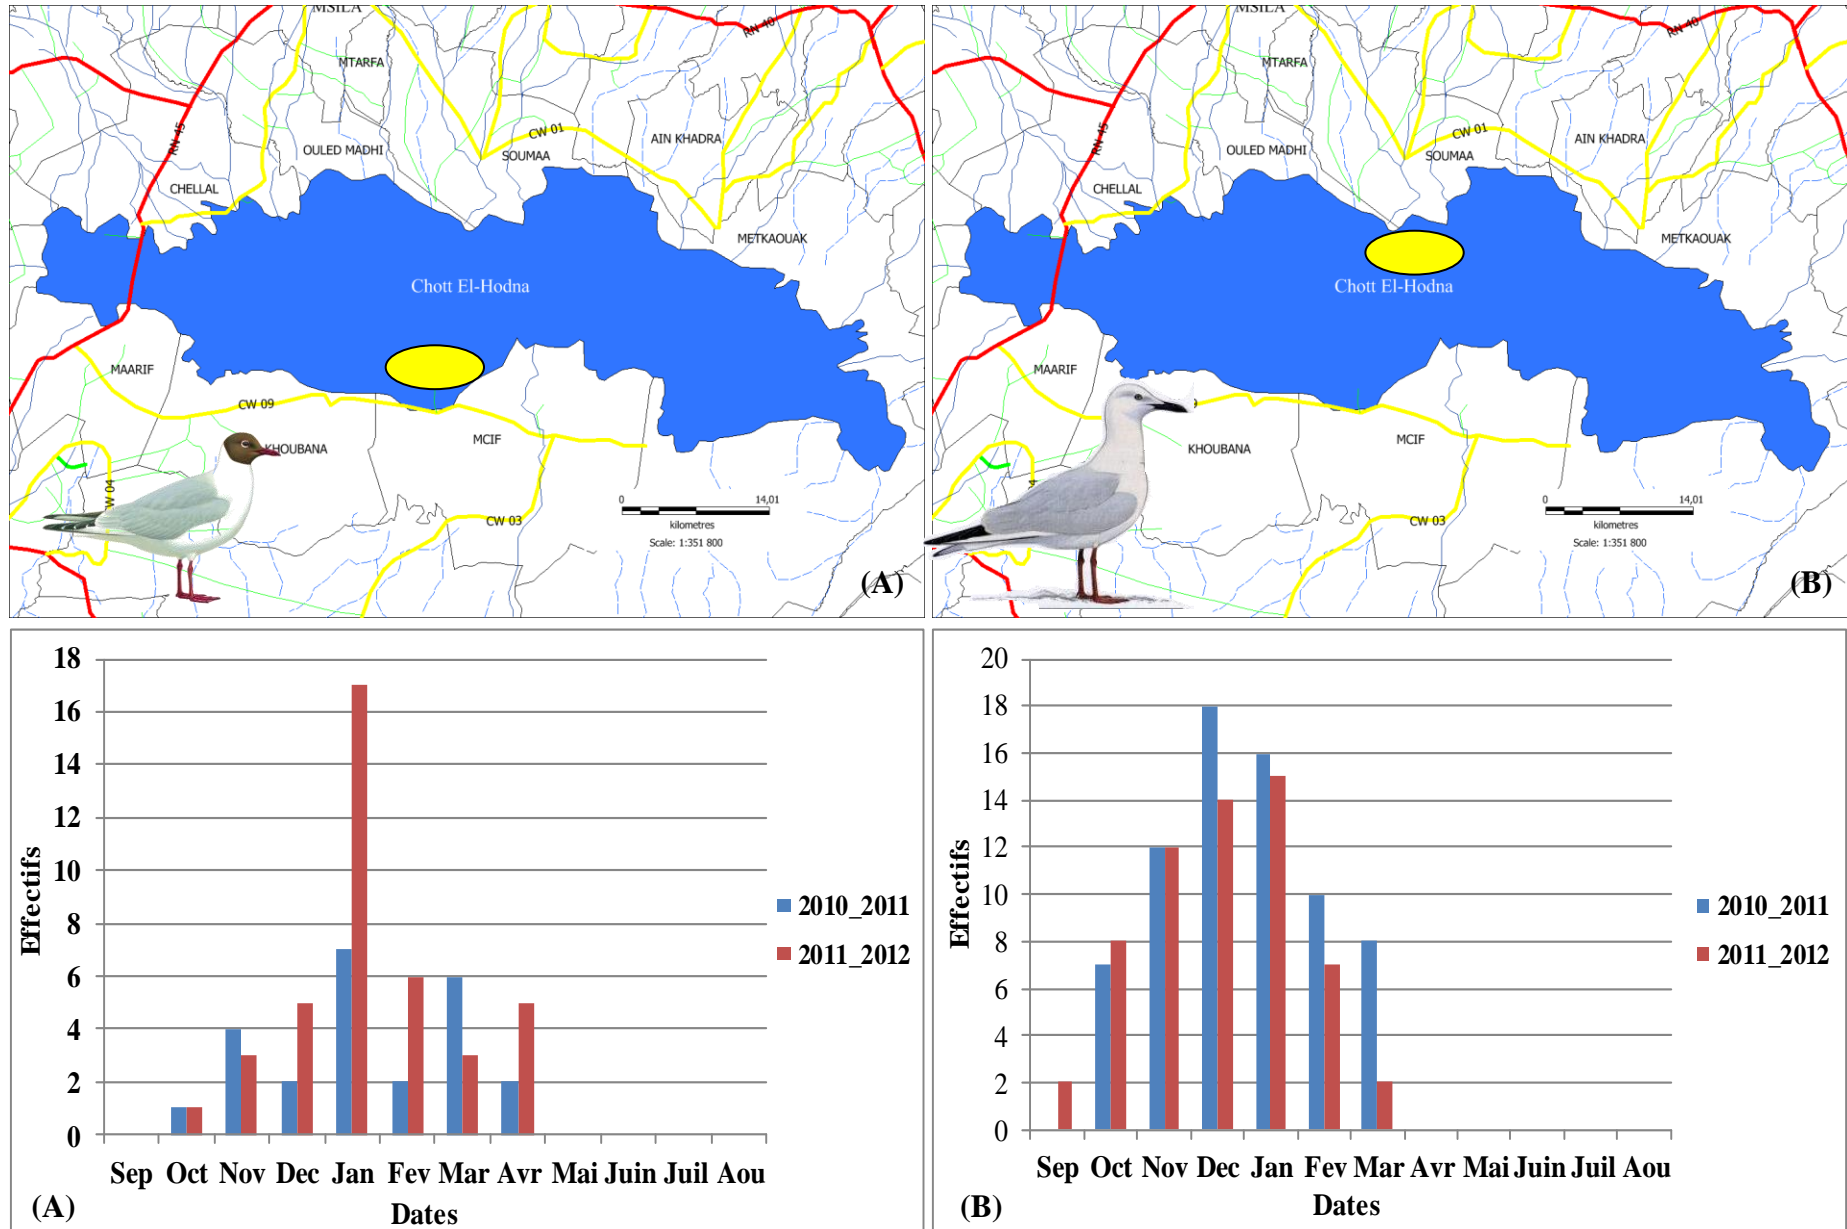 MSILA
RN 40
MTARFA
RN 45
CW 01
AIN KHADRA
OULED MADHI
SOUMAA
CHELLAL
METKAOUAK
Chott El-Hodna
MAARIF
CW 09
MCIF
KHOUBANA
CW 04
CW 03
0 14,01
kilometres
Scale: 1:351 800
(A)
MSILA
RN 40
MTARFA
RN 45
CW 01
AIN KHADRA
OULED MADHI
SOUMAA
CHELLAL
METKAOUAK
Chott El-Hodna
MAARIF
9
MCIF
KHOUBANA
CW 03
0 14,01
kilometres
Scale: 1:351 800
(B)
18
16
14
12
10
8
6
4
2
0
Effectifs
Sep Oct Nov Dec Jan Fev Mar Avr Mai Juin Juil Aou
Dates
2010_2011
2011_2012
(A)
20
18
16
14
12
10
8
6
4
2
0
Effectifs
Sep Oct Nov Dec Jan Fev Mar Avr Mai Juin Juil Aou
Dates
2010_2011
2011_2012
(B)